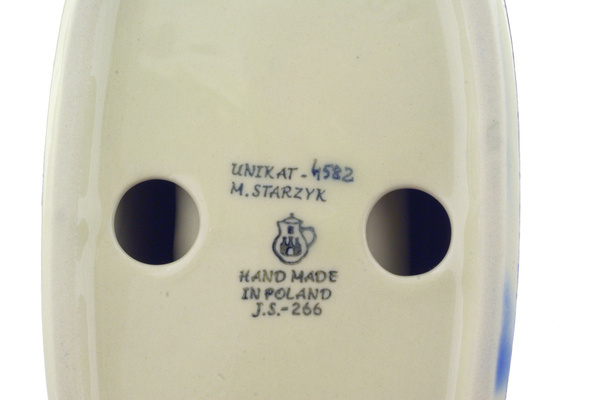 UNIKAT-4582
M.STARZYK
HAND MADE
IN POLAND
J.S.-266